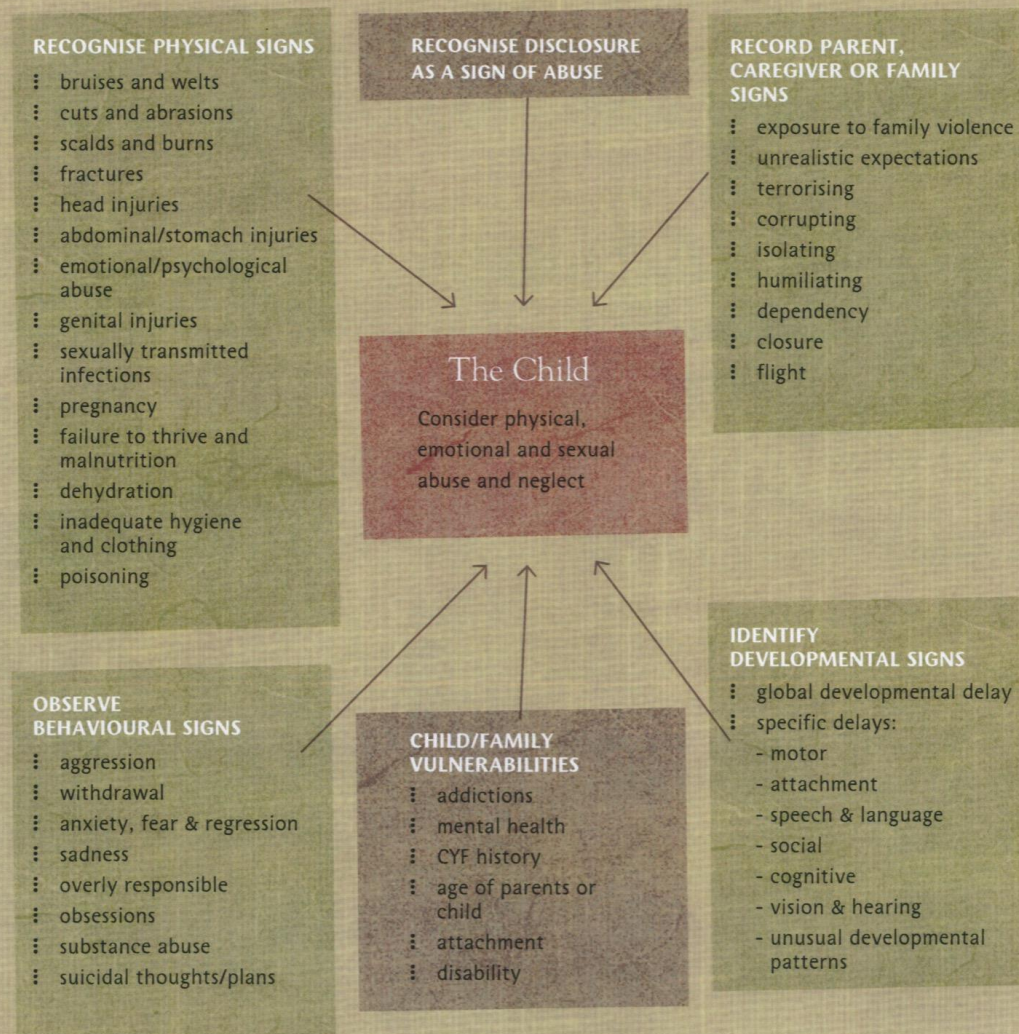 RECOGNISE PHYSICAL SIGNS
bruises and welts
cuts and abrasions
scalds and burns
fractures
head injuries
abdominal/stomach injuries
emotional/psychological
abuse
genital injuries
sexually transmitted
infections
pregnancy
failure to thrive and
malnutrition
dehydration
inadequate hygiene
and clothing
poisoning
RECOGNISE DISCLOSURE
AS A SIGN OF ABUSE
RECORD PARENT,
CAREGIVER OR FAMILY
SIGNS
exposure to family violence
unrealistic expectations
terrorising
corrupting
isolating
humiliating
dependency
closure
flight
The Child
Consider physical,
emotional and sexual
abuse and neglect
OBSERVE
BEHAVIOURAL SIGNS
aggression
withdrawal
anxiety, fear & regression
sadness
overly responsible
obsessions
substance abuse
suicidal thoughts/plans
CHILD/FAMILY
VULNERABILITIES
addictions
mental health
CYF history
age of parents or
child
attachment
disability
IDENTIFY
DEVELOPMENTAL SIGNS
global developmental delay
specific delays:
- motor
- attachment
- speech & language
- social
- cognitive
- vision & hearing
- unusual developmental
patterns